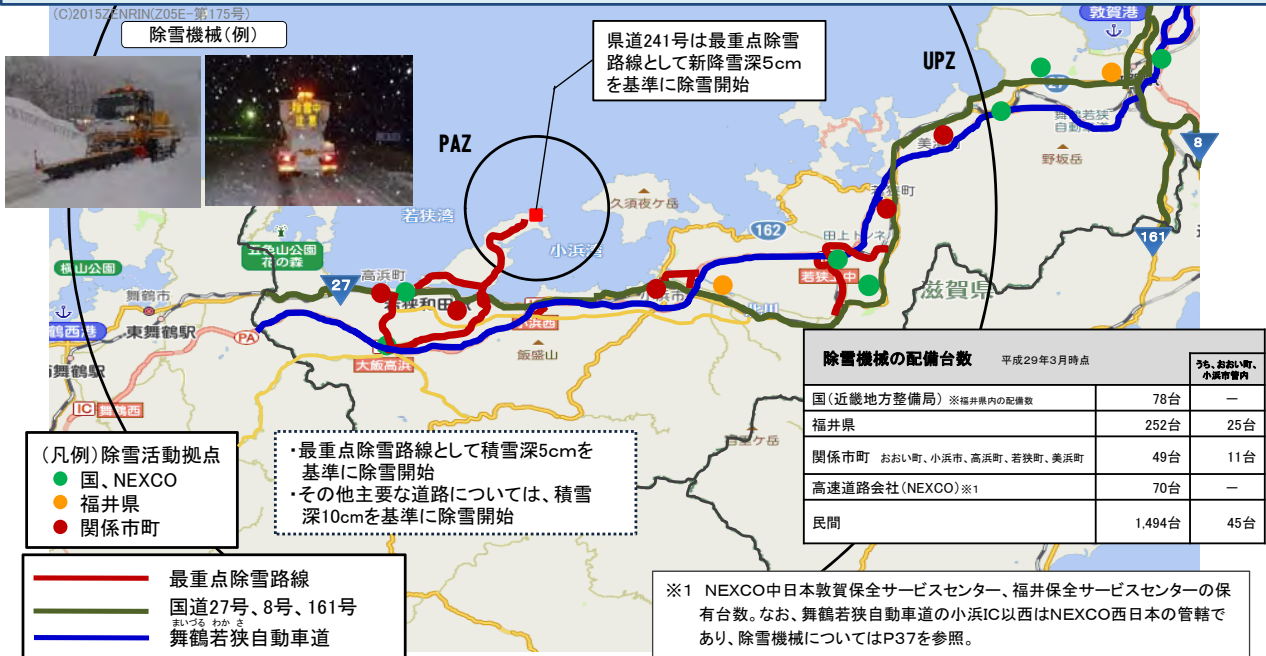 (C)2015ZENRIN(Z05E-第175号)
除雪機械(例)
県道241号は最重点除雪
路線として新降雪深5cm
を基準に除雪開始
UPZ
PAZ
敦賀港
27
舞鶴若狭
自動車道
野坂岳
8
161
若狭湾
久須夜ケ岳
小浜湾
162
田上トンネル
五色山公園
花の森
横山公園
高浜町
27
舞鶴市
東舞鶴駅
PA
IC 舞鶴西
大飯高浜
飯盛山
小浜西
小浜市
滋賀県
除雪機械の配備台数 平成29年3月時点
うち、おおい町、
小浜市管内
国(近畿地方整備局) ※福井県内の配備数 78台 -
福井県 252台 25台
関係市町 おおい町、小浜市、高浜町、若狭町、美浜町 49台 11台
高速道路会社(NEXCO)※1 70台 -
民間 1,494台 45台
(凡例)除雪活動拠点
国、NEXCO
福井県
関係市町
・最重点除雪路線として積雪深5cmを
基準に除雪開始
・その他主要な道路については、積雪
深10cmを基準に除雪開始
最重点除雪路線
国道27号、8号、161号
まいづる わか さ
舞鶴若狭自動車道
※1 NEXCO中日本敦賀保全サービスセンター、福井保全サービスセンターの保
有台数。なお、舞鶴若狭自動車道の小浜IC以西はNEXCO西日本の管轄で
あり、除雪機械についてはP37を参照。